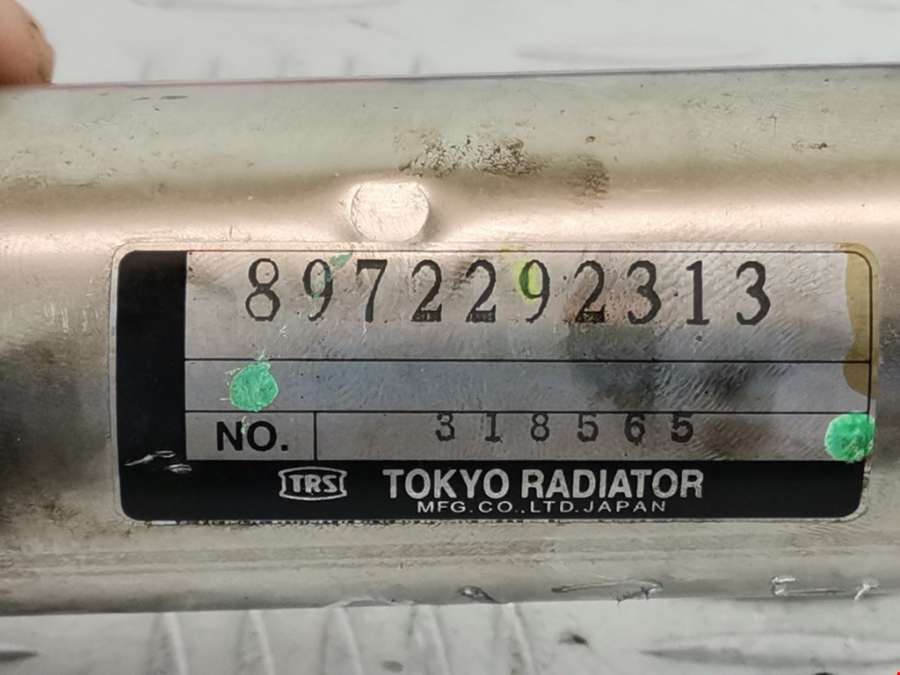 8972292313
NO. 318565
TRS TOKYO RADIATOR
MFG.CO.,LTD.JAPAN